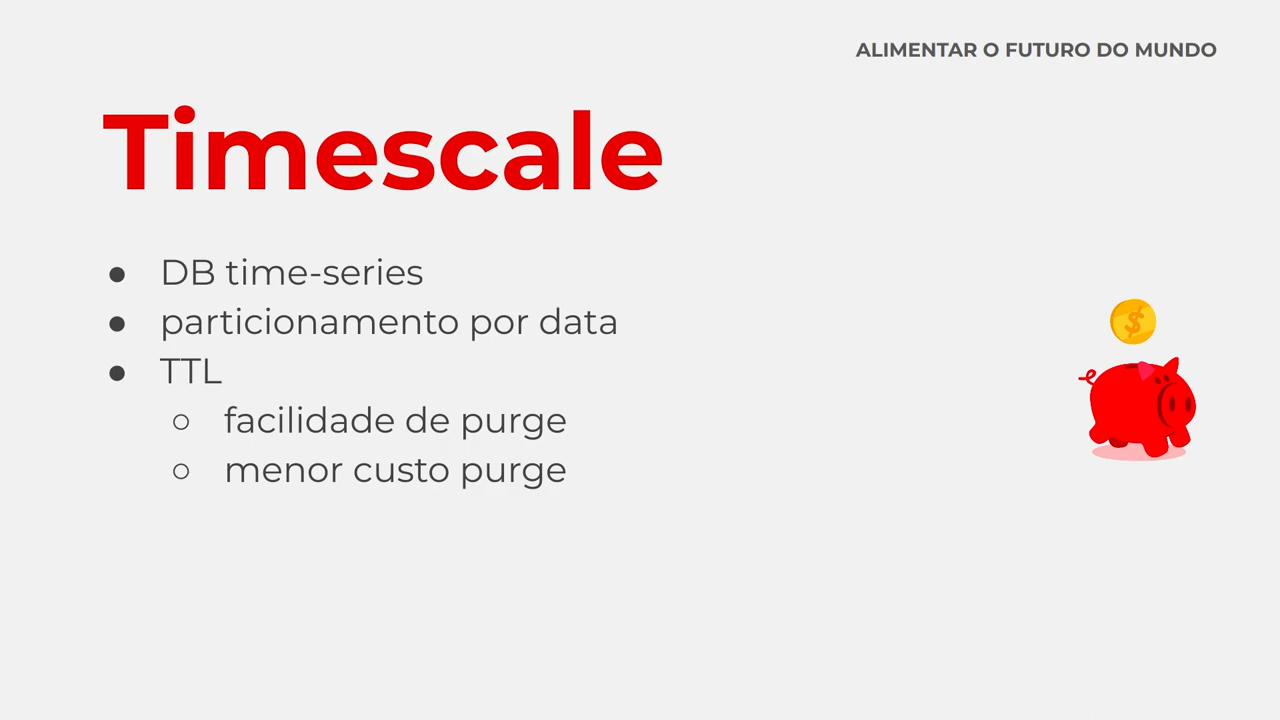 ALIMENTAR O FUTURO DO MUNDO
Timescale
● DB time-series
● particionamento por data
● TTL
○ facilidade de purge
○ menor custo purge
$